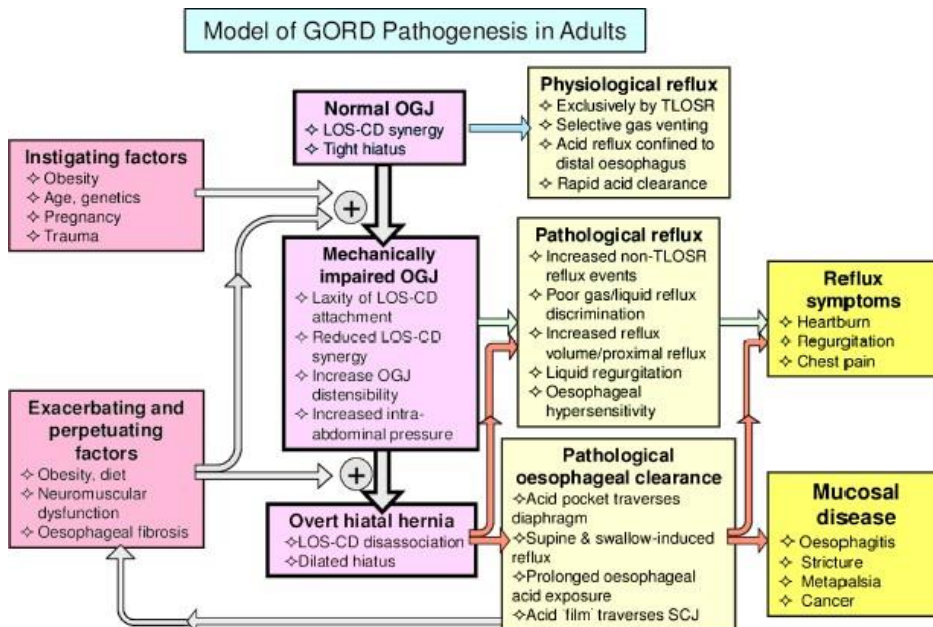 Model of GORD Pathogenesis in Adults
Normal OGJ
✧ LOS-CD synergy
✧ Tight hiatus
Physiological reflux
✧ Exclusively by TLOSR
✧ Selective gas venting
✧ Acid reflux confined to
distal oesophagus
✧ Rapid acid clearance
Instigating factors
✧ Obesity
✧ Age, genetics
✧ Pregnancy
✧ Trauma
+
Mechanically
impaired OGJ
✧ Laxity of LOS-CD
attachment
✧ Reduced LOS-CD
synergy
✧ Increase OGJ
distensibility
✧ Increased intra-
abdominal pressure
Pathological reflux
✧ Increased non-TLOSR
reflux events
✧ Poor gas/liquid reflux
discrimination
✧ Increased reflux
volume/proximal reflux
✧ Liquid regurgitation
✧ Oesophageal
hypersensitivity
Reflux
symptoms
✧ Heartburn
✧ Regurgitation
✧ Chest pain
Exacerbating and
perpetuating
factors
✧ Obesity, diet
✧ Neuromuscular
dysfunction
✧ Oesophageal fibrosis
+
Overt hiatal hernia
✧ LOS-CD disassociation
✧ Dilated hiatus
Pathological
oesophageal clearance
✧ Acid pocket traverses
diaphragm
✧ Supine & swallow-induced
reflux
✧ Prolonged oesophageal
acid exposure
✧ Acid 'film' traverses SCJ
Mucosal
disease
✧ Oesophagitis
✧ Stricture
✧ Metapalsia
✧ Cancer